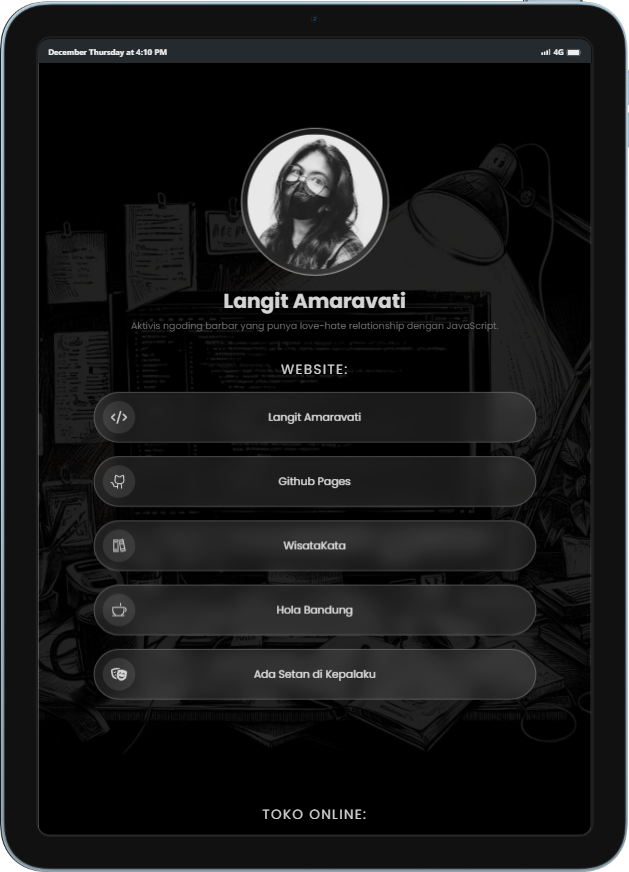 December Thursday at 4:10 PM
4G
Langit Amaravati
Aktivis ngoding barbar yang punya love-hate relationship dengan JavaScript.
WEBSITE:
Langit Amaravati
Github Pages
WisataKata
Hola Bandung
Ada Setan di Kepalaku
TOKO ONLINE: